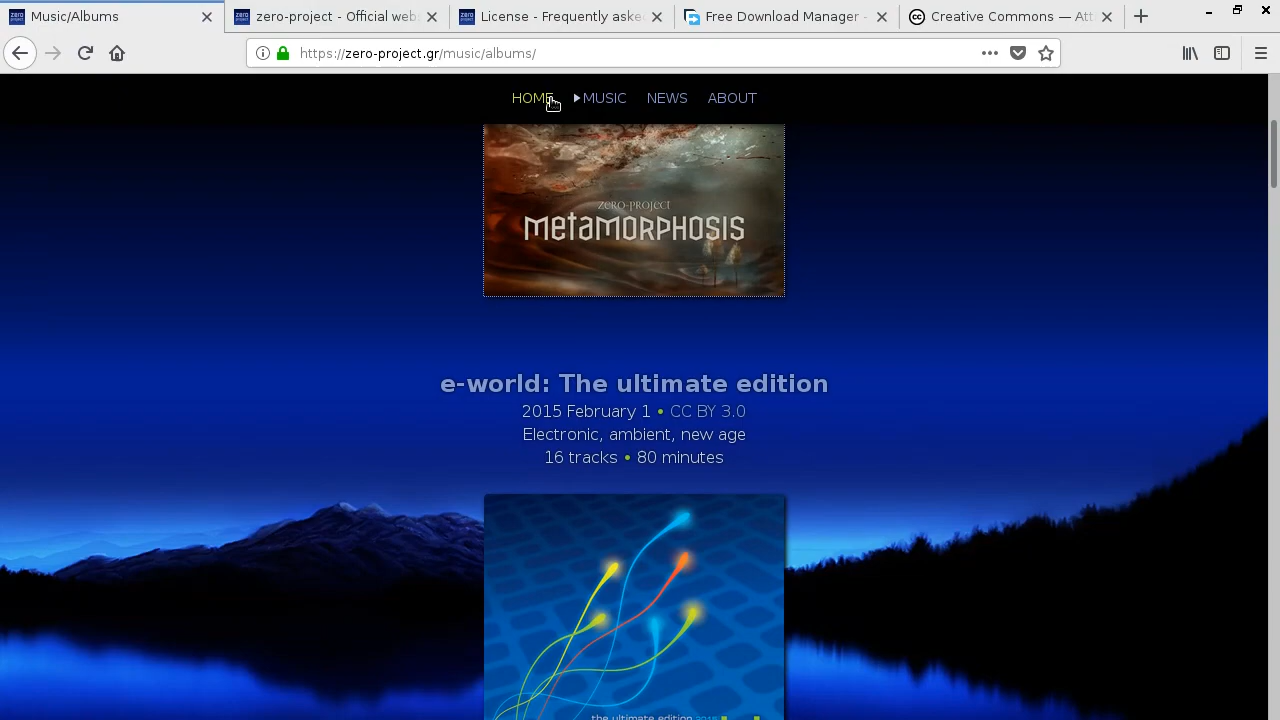 Music/Albums
zeroproject - Official web
License - Frequently aske
Free Download Manager -
Creative Commons — Att
https://zero-project.gr/music/albums/
HOME
MUSIC
NEWS
ABOUT
zero-project
metamorphosis
e-world: The ultimate edition
2015 February 1 • CC BY 3.0
Electronic, ambient, new age
16 tracks • 80 minutes
the ultimate edition 2015